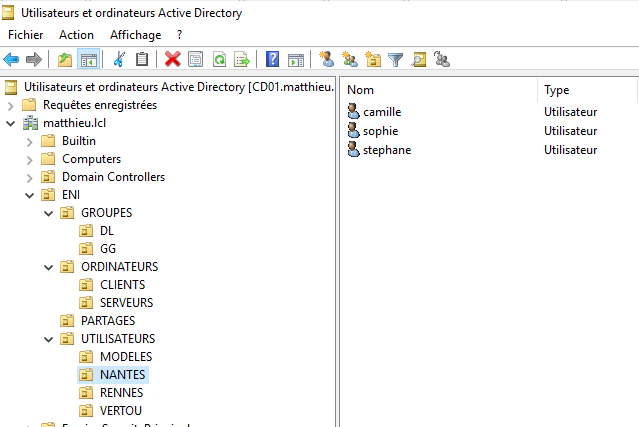 Utilisateurs et ordinateurs Active Directory
Fichier Action Affichage ?
Utilisateurs et ordinateurs Active Directory [CD01.matthieu.
Requêtes enregistrées
matthieu.lcl
Builtin
Computers
Domain Controllers
ENI
GROUPES
DL
GG
ORDINATEURS
CLIENTS
SERVEURS
PARTAGES
UTILISATEURS
MODELES
NANTES
RENNES
VERTOU
Nom Type
camille Utilisateur
sophie Utilisateur
stephane Utilisateur